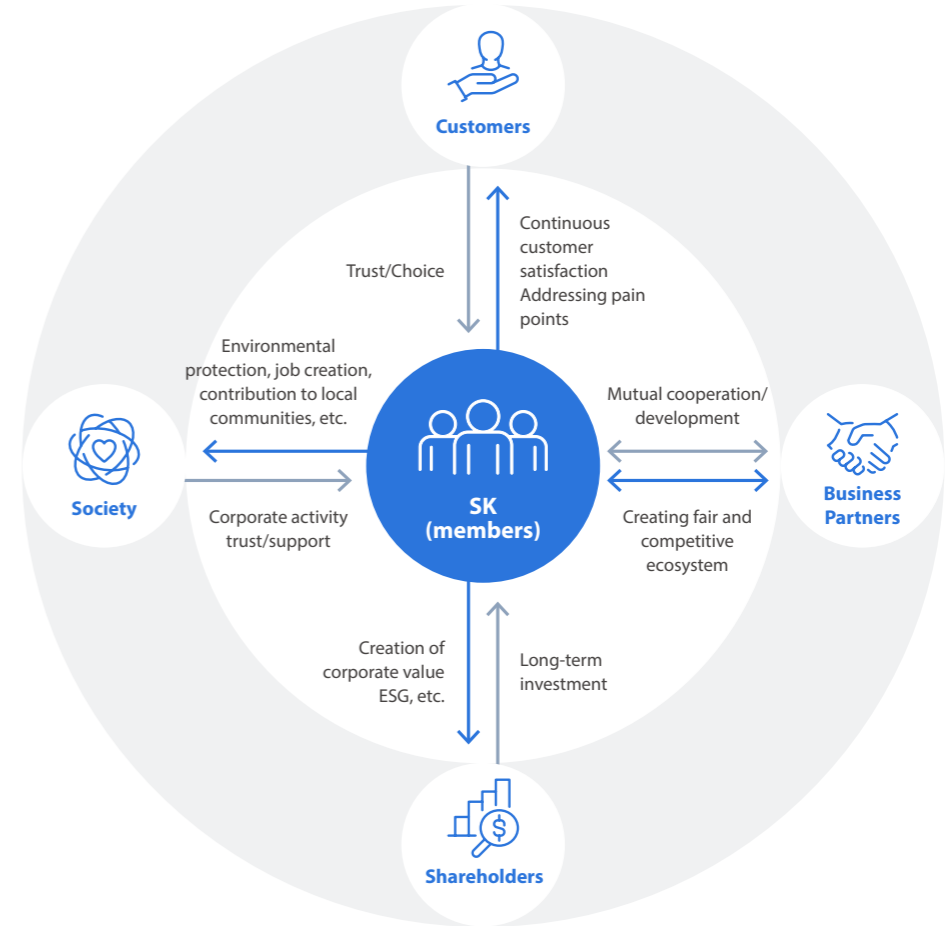 Customers
Trust/Choice
Continuous
customer
satisfaction
Addressing pain
points
Environmental
protection, job creation,
contribution to local
communities, etc.
Mutual cooperation/
development
Society
SK
(members)
Business
Partners
Corporate activity
trust/support
Creating fair and
competitive
ecosystem
Creation of
corporate value
ESG, etc.
Long-term
investment
$
Shareholders